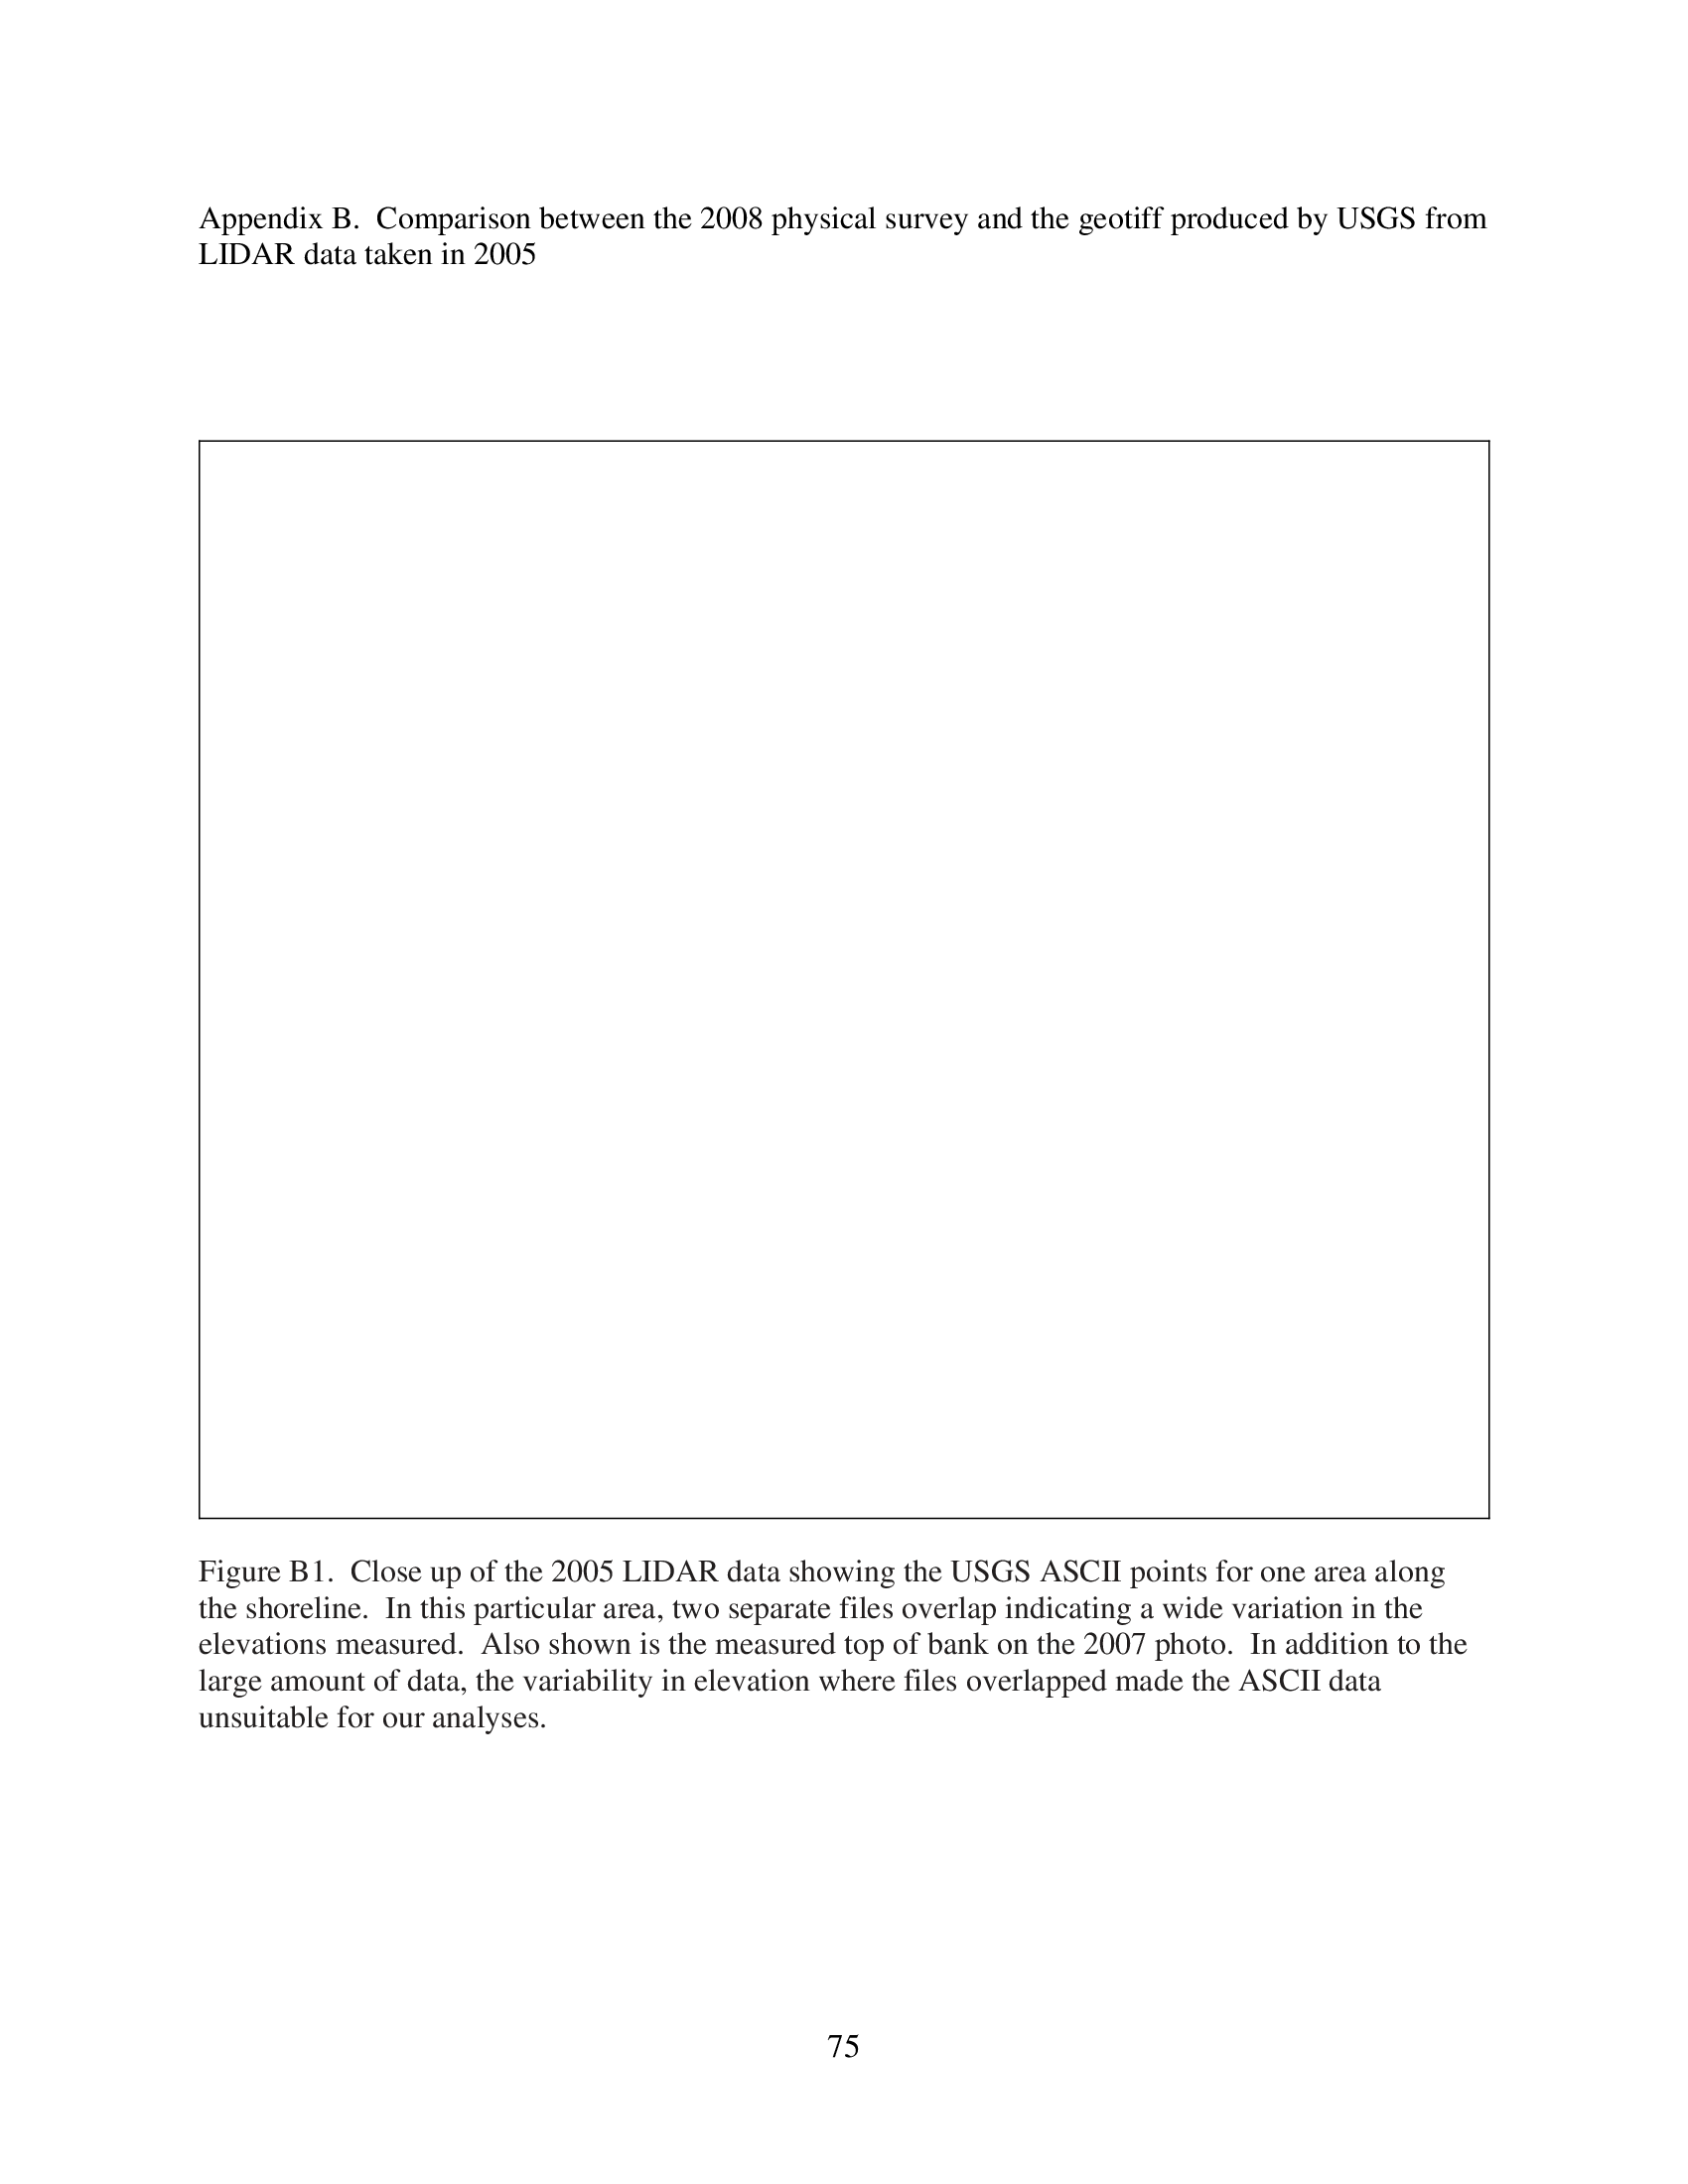 Appendix B.  Comparison between the 2008 physical survey and the geotiff produced by USGS from
LIDAR data taken in 2005
Figure B1.  Close up of the 2005 LIDAR data showing the USGS ASCII points for one area along
the shoreline.  In this particular area, two separate files overlap indicating a wide variation in the
elevations measured.  Also shown is the measured top of bank on the 2007 photo.  In addition to the
large amount of data, the variability in elevation where files overlapped made the ASCII data
unsuitable for our analyses.
75